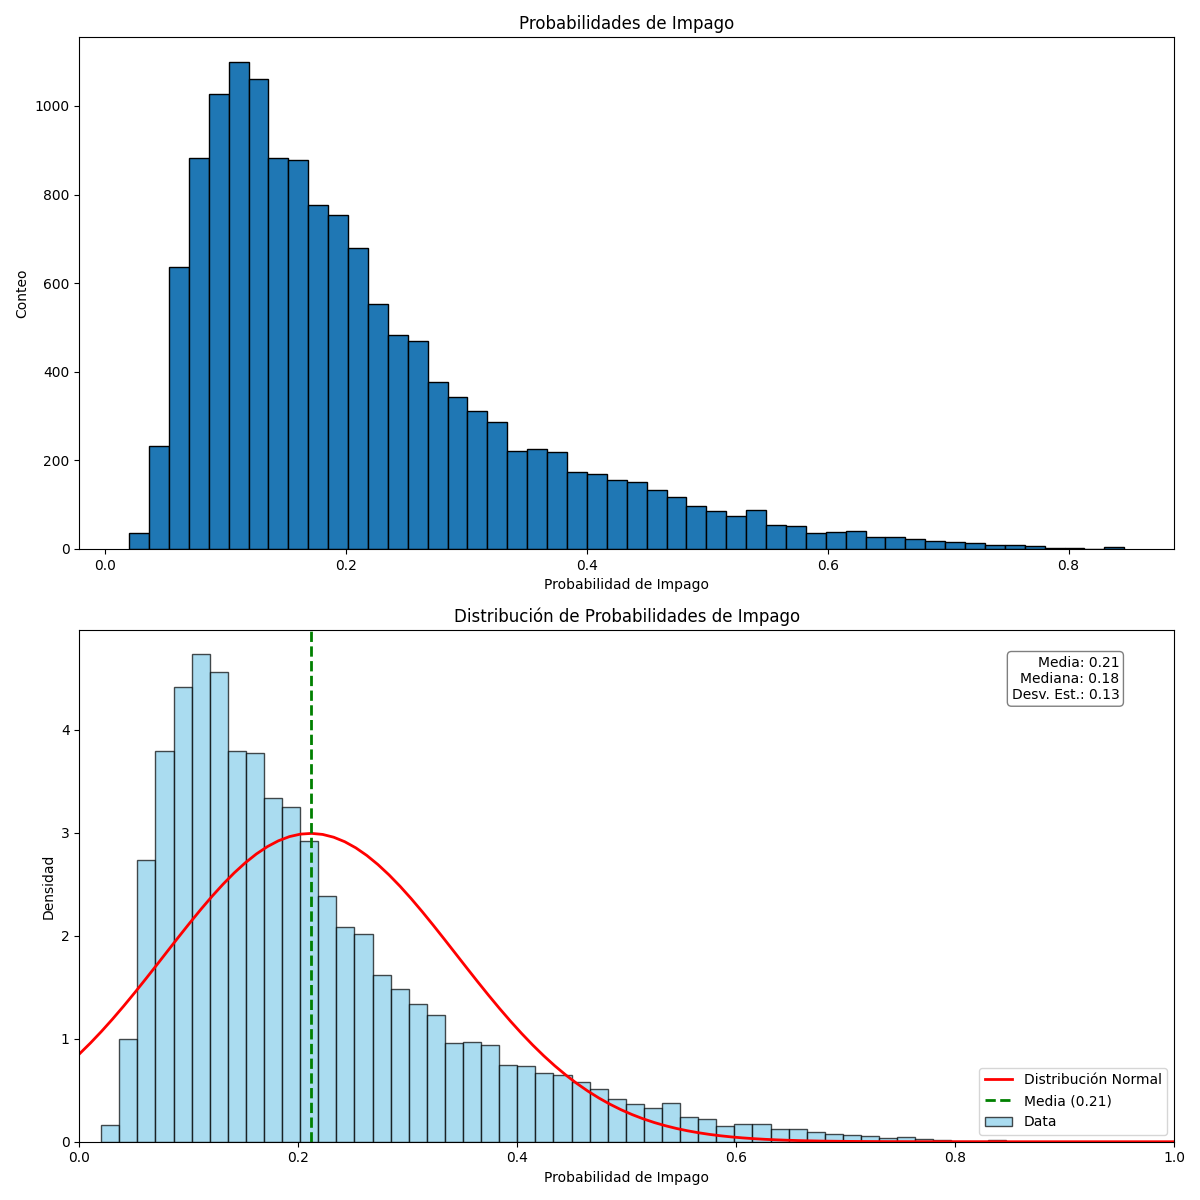 Probabilidades de Impago
1000
800
600
400
200
0
Conteo
0.0 0.2 0.4 0.6 0.8
Probabilidad de Impago
Distribución de Probabilidades de Impago
Media: 0.21
Mediana: 0.18
Desv. Est.: 0.13
4
3
2
1
0
Densidad
Distribución Normal
Media (0.21)
Data
0.0 0.2 0.4 0.6 0.8 1.0
Probabilidad de Impago